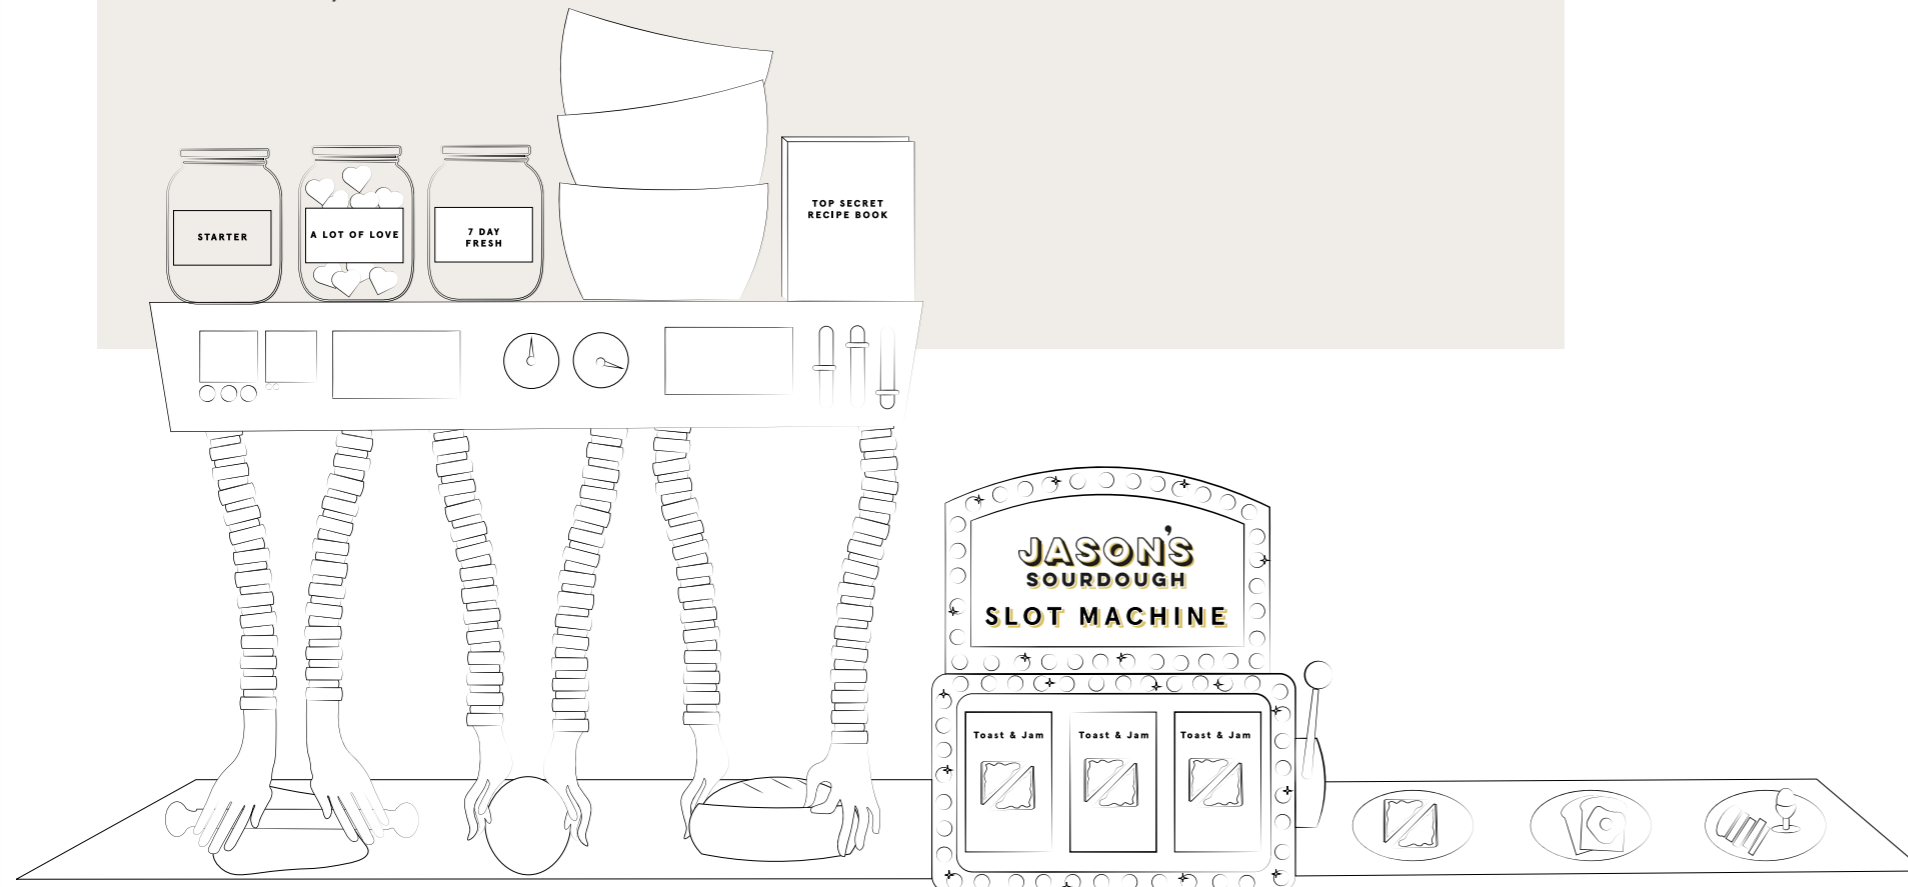 STARTER
A LOT OF LOVE
7 DAY
FRESH
TOP SECRET
RECIPE BOOK
JASON'S
SOURDOUGH
SLOT MACHINE
Toast & Jam
Toast & Jam
Toast & Jam